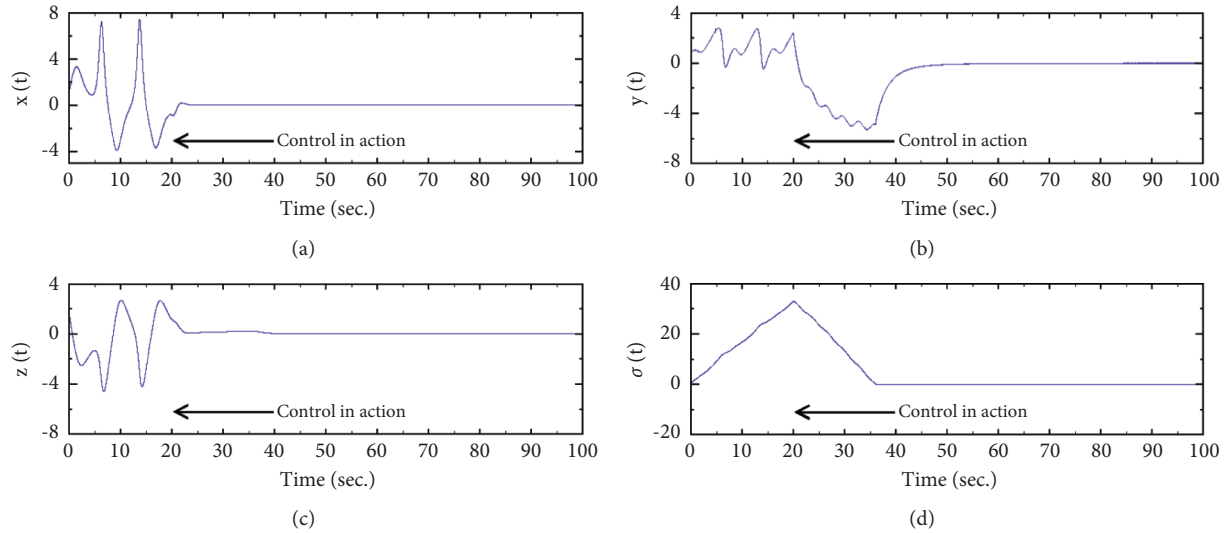 8
4
0
-4
x (t)
Control in action
0 10 20 30 40 50 60 70 80 90 100
Time (sec.)
(a)
4
0
-4
-8
y (t)
Control in action
0 10 20 30 40 50 60 70 80 90 100
Time (sec.)
(b)
4
0
-4
-8
z (t)
Control in action
0 10 20 30 40 50 60 70 80 90 100
Time (sec.)
(c)
40
20
0
-20
σ (t)
Control in action
0 10 20 30 40 50 60 70 80 90 100
Time (sec.)
(d)